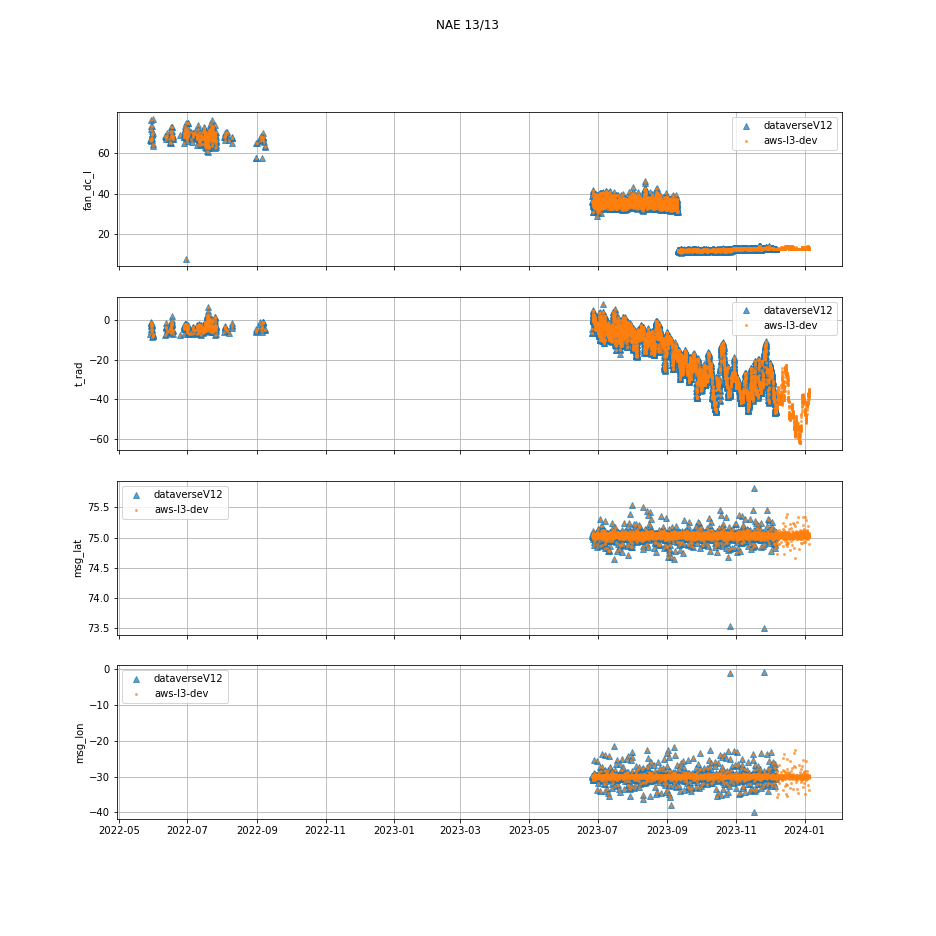 NAE 13/13
60
40
20
fan_dc_I
dataverseV12
aws-l3-dev
0
−20
−40
−60
t_rad
dataverseV12
aws-l3-dev
75.5
75.0
74.5
74.0
73.5
msg_lat
dataverseV12
aws-l3-dev
0
−10
−20
−30
−40
msg_lon
dataverseV12
aws-l3-dev
2022-05 2022-07 2022-09 2022-11 2023-01 2023-03 2023-05 2023-07 2023-09 2023-11 2024-01